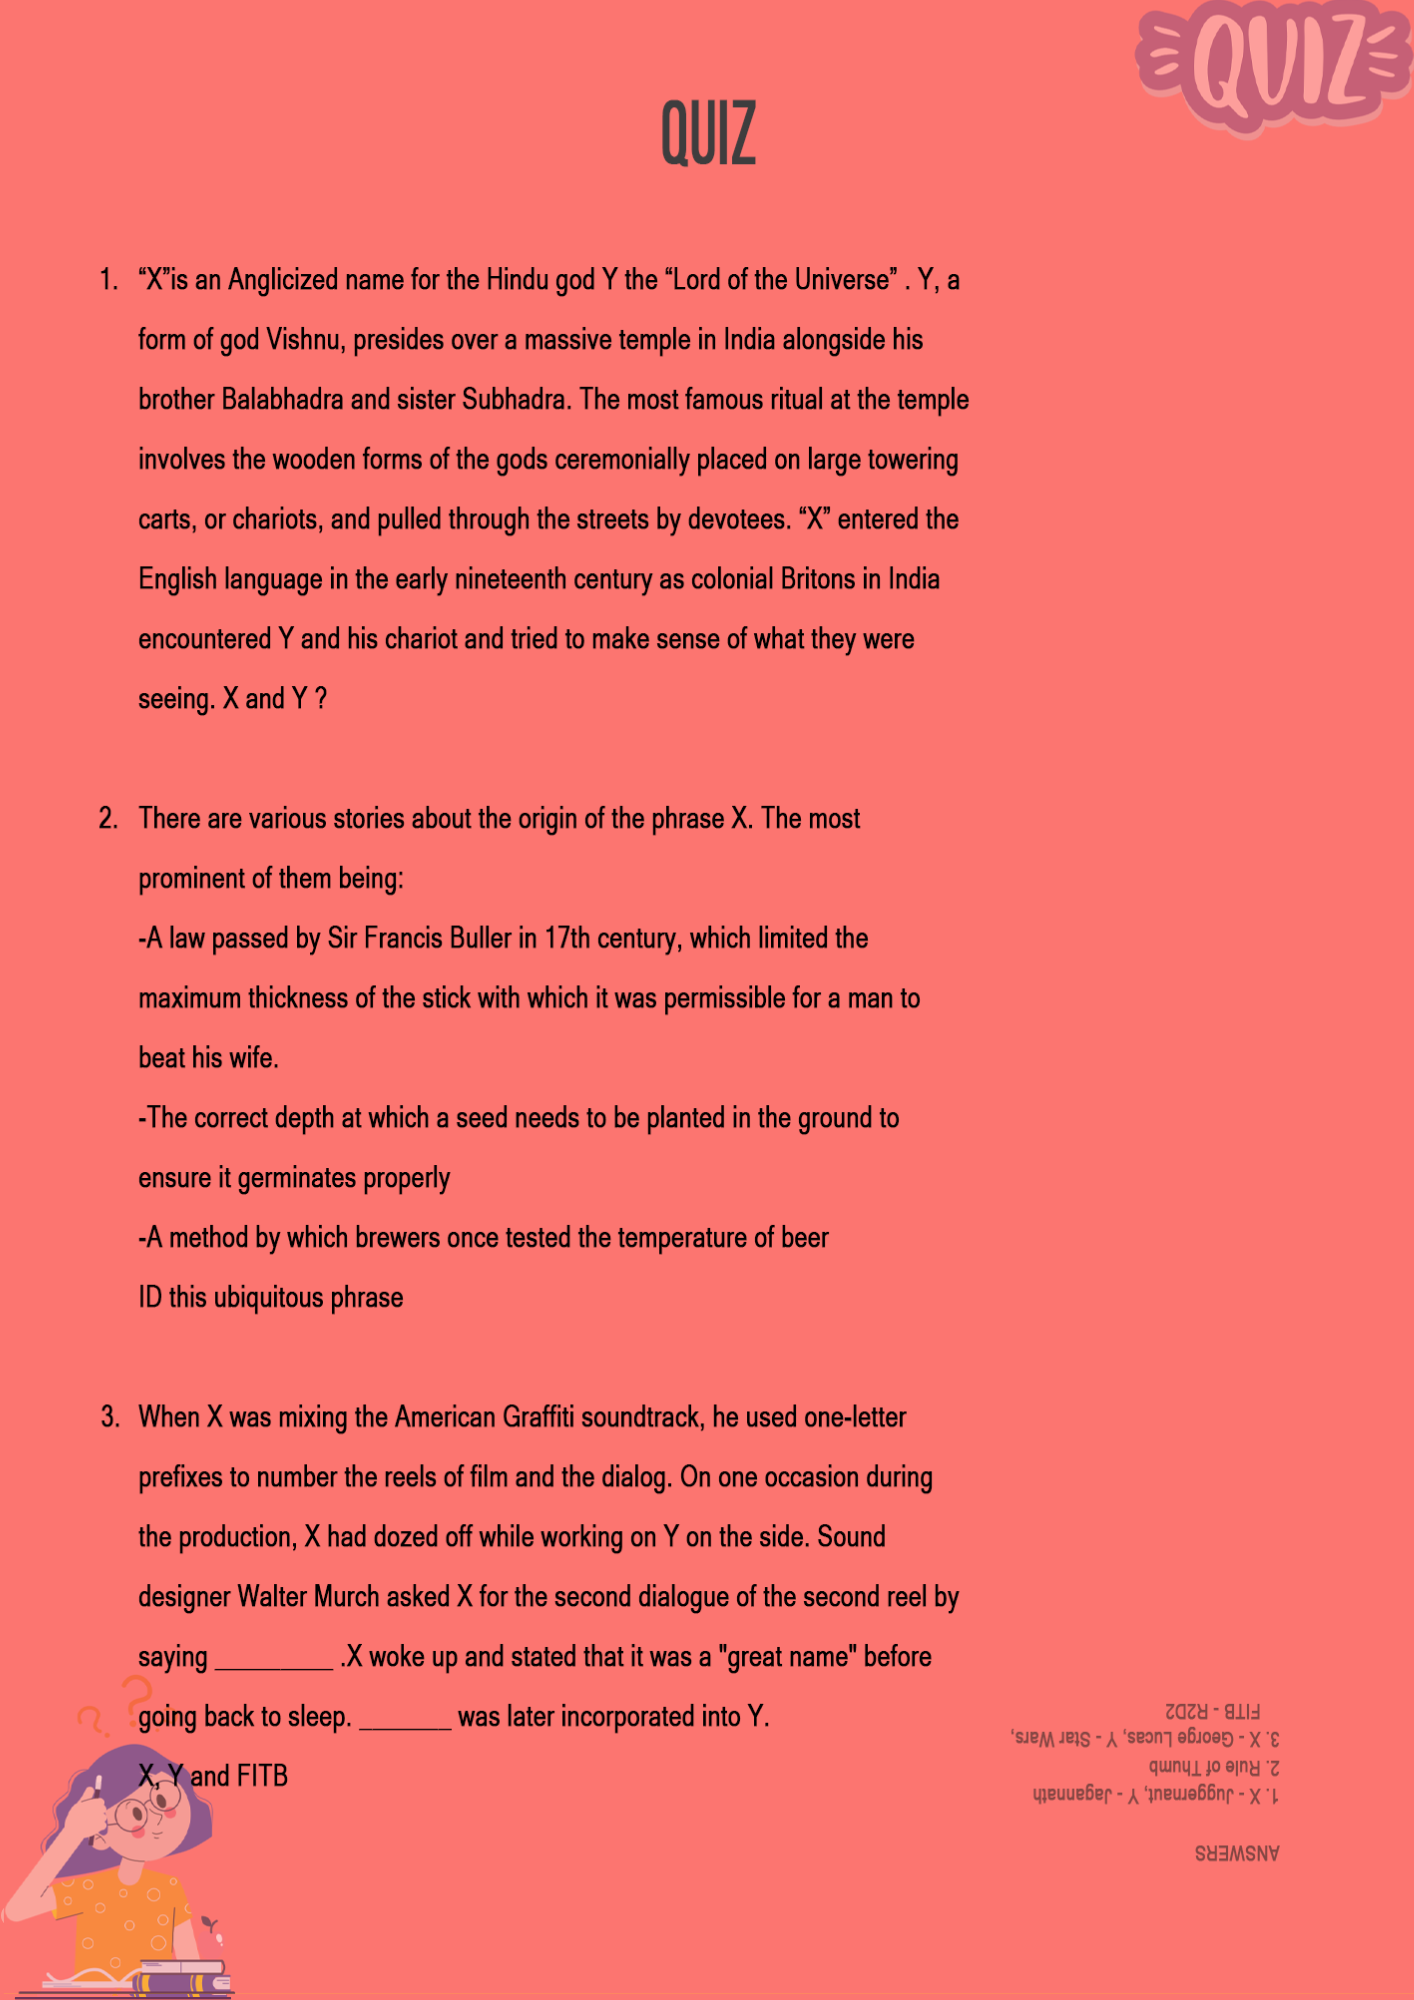 QUIZ
QUIZ
1. “X”is an Anglicized name for the Hindu god Y the “Lord of the Universe” . Y, a
form of god Vishnu, presides over a massive temple in India alongside his
brother Balabhadra and sister Subhadra. The most famous ritual at the temple
involves the wooden forms of the gods ceremonially placed on large towering
carts, or chariots, and pulled through the streets by devotees. “X” entered the
English language in the early nineteenth century as colonial Britons in India
encountered Y and his chariot and tried to make sense of what they were
seeing. X and Y ?
2. There are various stories about the origin of the phrase X. The most
prominent of them being:
-A law passed by Sir Francis Buller in 17th century, which limited the
maximum thickness of the stick with which it was permissible for a man to
beat his wife.
-The correct depth at which a seed needs to be planted in the ground to
ensure it germinates properly
-A method by which brewers once tested the temperature of beer
ID this ubiquitous phrase
3. When X was mixing the American Graffiti soundtrack, he used one-letter
prefixes to number the reels of film and the dialog. On one occasion during
the production, X had dozed off while working on Y on the side. Sound
designer Walter Murch asked X for the second dialogue of the second reel by
saying _________ .X woke up and stated that it was a "great name" before
going back to sleep. _______ was later incorporated into Y.
X, Y and FITB
ANSWERS
1. X - Juggernaut, Y - Jagannath
2. Rule of Thumb
3. X - George Lucas, Y - Star Wars,
FITB - R2D2